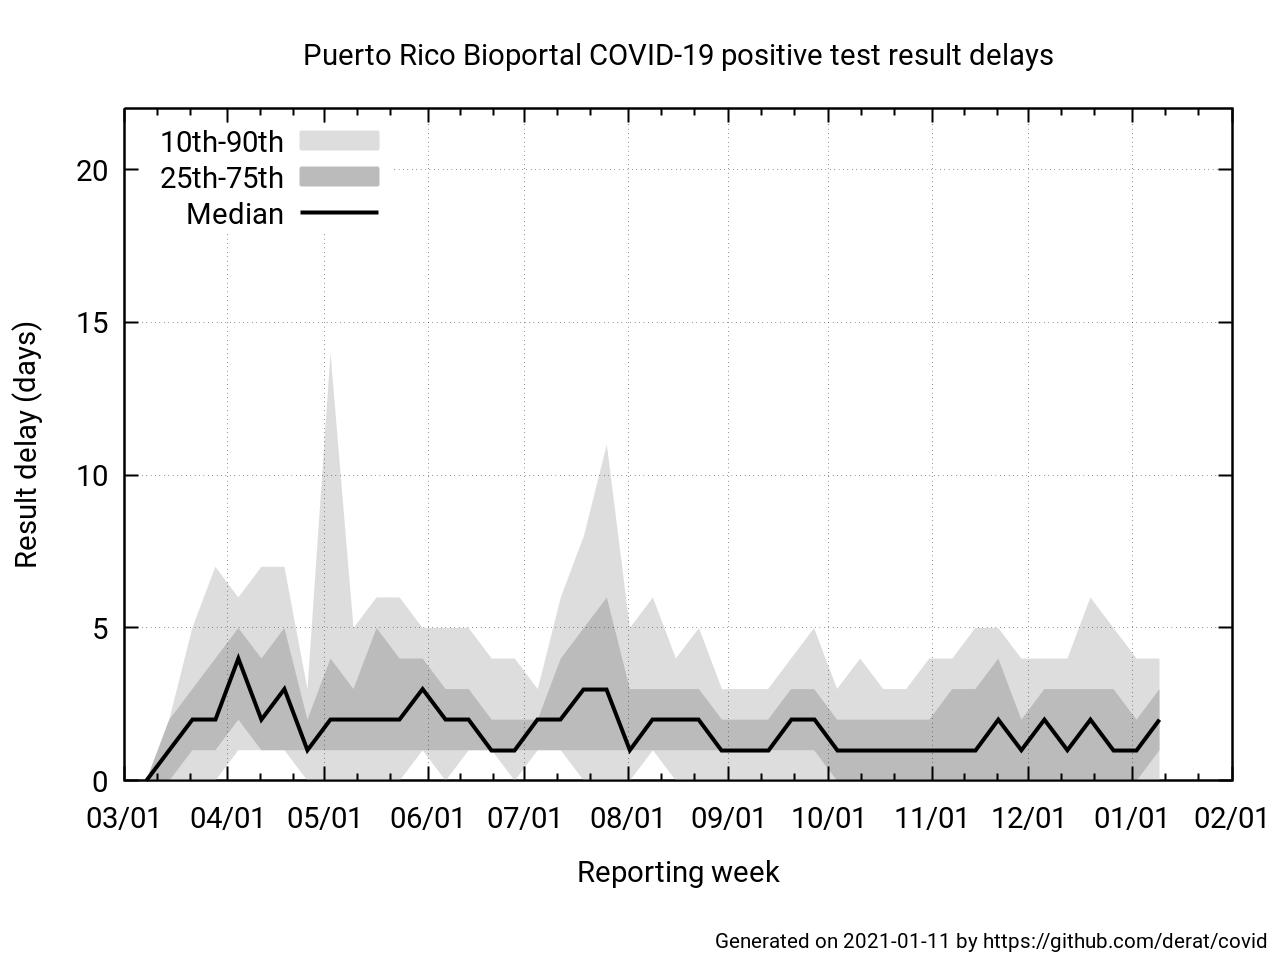 Puerto Rico Bioportal COVID-19 positive test result delays
10th-90th
25th-75th
Median
20
15
10
5
0
Result delay (days)
03/01 04/01 05/01 06/01 07/01 08/01 09/01 10/01 11/01 12/01 01/01 02/01
Reporting week
Generated on 2021-01-11 by https://github.com/derat/covid